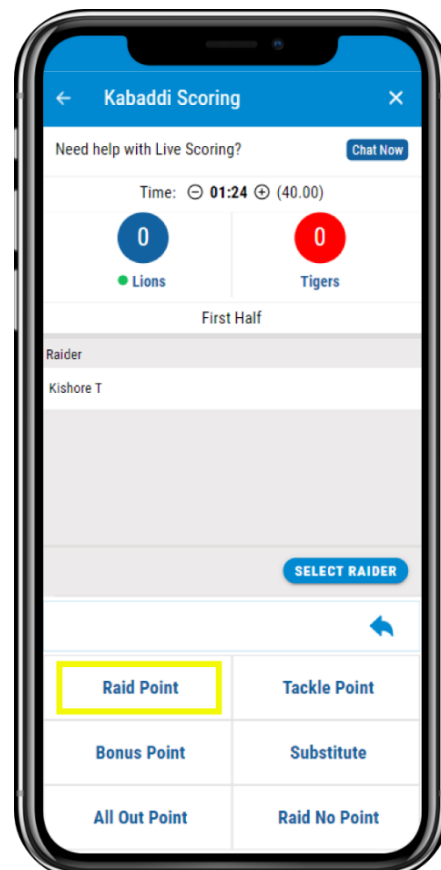 Kabaddi Scoring
Need help with Live Scoring? Chat Now
Time: 01:24 (40.00)
0 0
Lions Tigers
First Half
Raider
Kishore T
SELECT RAIDER
Raid Point Tackle Point
Bonus Point Substitute
All Out Point Raid No Point